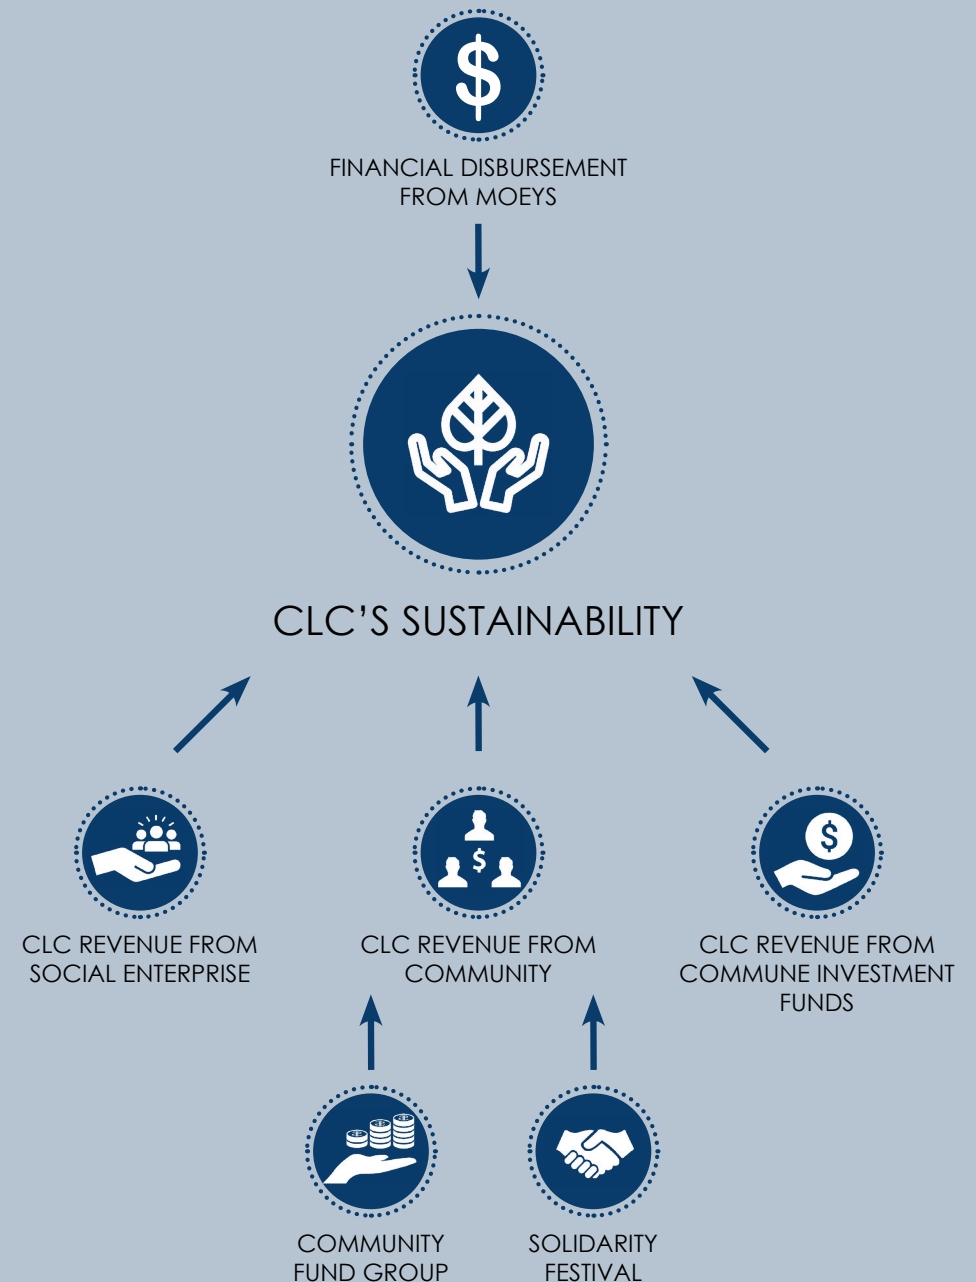 FINANCIAL DISBURSEMENT
FROM MOEYS
CLC’S SUSTAINABILITY
CLC REVENUE FROM
SOCIAL ENTERPRISE
CLC REVENUE FROM
COMMUNITY
CLC REVENUE FROM
COMMUNE INVESTMENT
FUNDS
COMMUNITY
FUND GROUP
SOLIDARITY
FESTIVAL